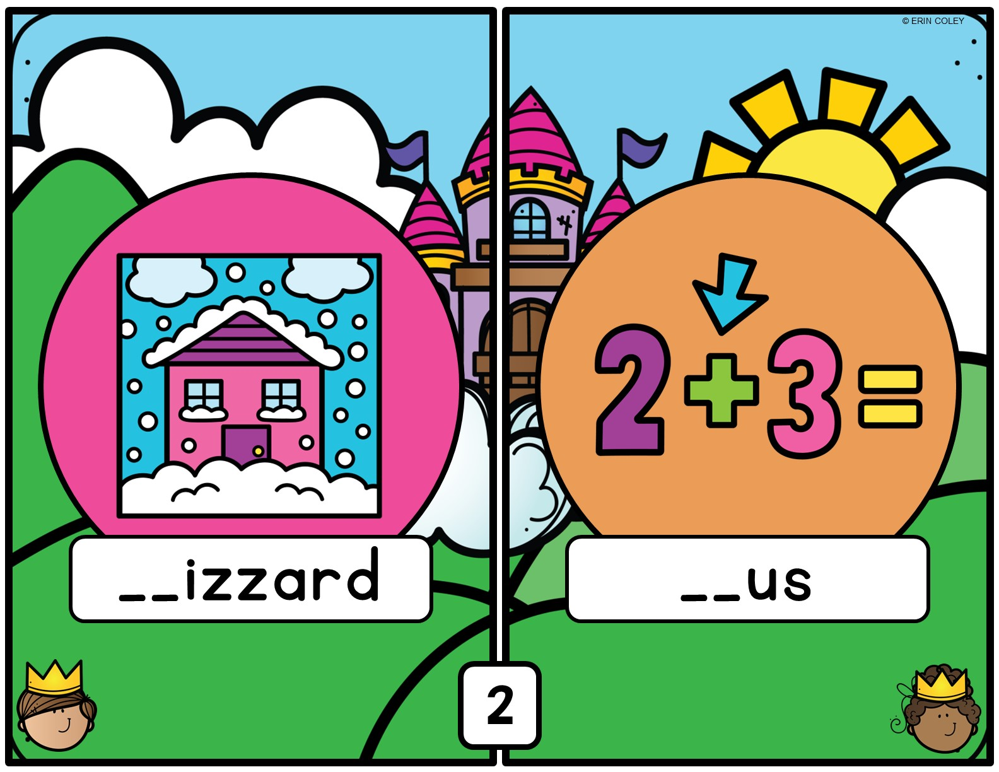 © ERIN COLEY
2+3=
__izzard
__us
2